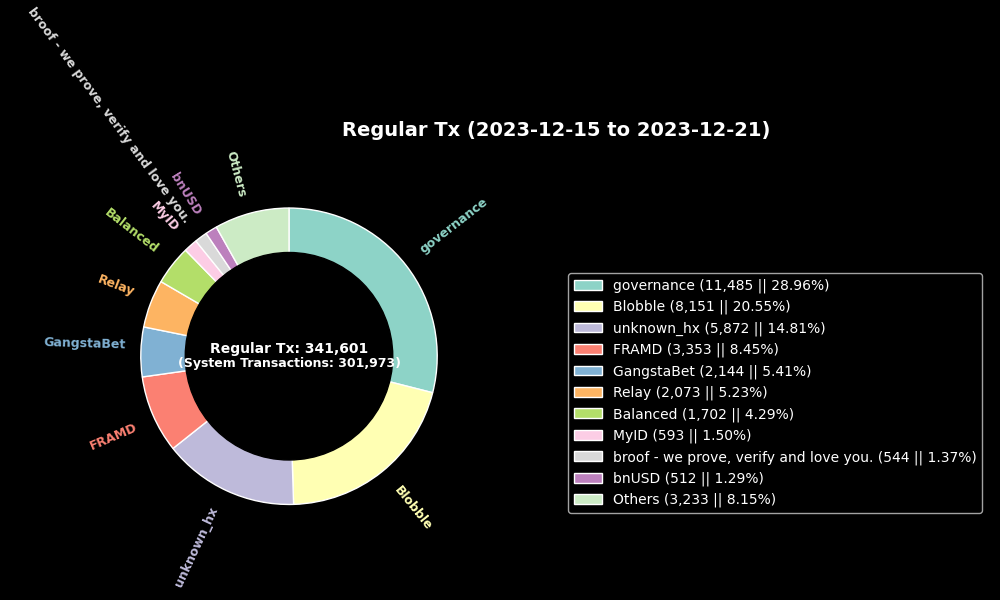 Regular Tx (2023-12-15 to 2023-12-21)
broof - we prove, verify and love you.
bnUSD
Others
MyID
Balanced
governance
Relay
GangstaBet
FRAMD
unknown_hx
Blobble
Regular Tx: 341,601
(System Transactions: 301,973)
governance (11,485 || 28.96%)
Blobble (8,151 || 20.55%)
unknown_hx (5,872 || 14.81%)
FRAMD (3,353 || 8.45%)
GangstaBet (2,144 || 5.41%)
Relay (2,073 || 5.23%)
Balanced (1,702 || 4.29%)
MyID (593 || 1.50%)
broof - we prove, verify and love you. (544 || 1.37%)
bnUSD (512 || 1.29%)
Others (3,233 || 8.15%)